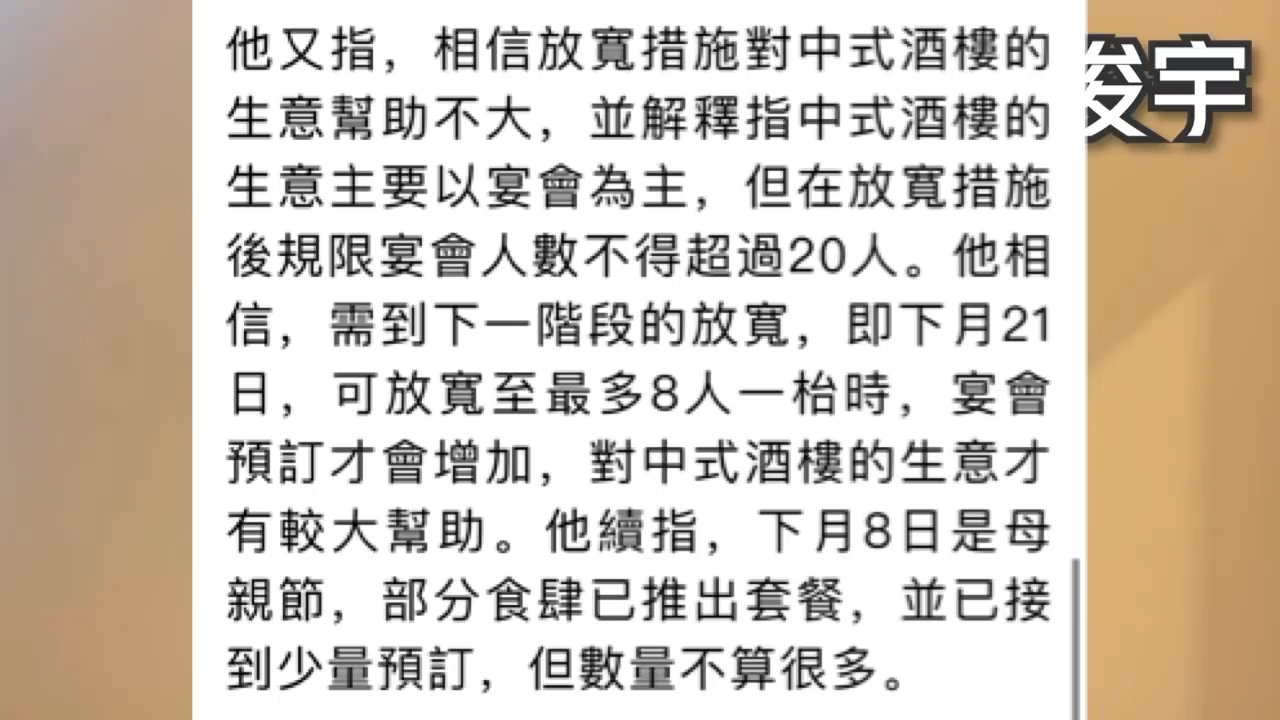 他又指，相信放寬措施對中式酒樓的
生意幫助不大，並解釋指中式酒樓的
生意主要以宴會為主，但在放寬措施
後規限宴會人數不得超過20人。他相
信，需到下一階段的放寬，即下月21
日，可放寬至最多8人一枱時，宴會
預訂才會增加，對中式酒樓的生意才
有較大幫助。他續指，下月8日是母
親節，部分食肆已推出套餐，並已接
到少量預訂，但數量不算很多。
俊宇